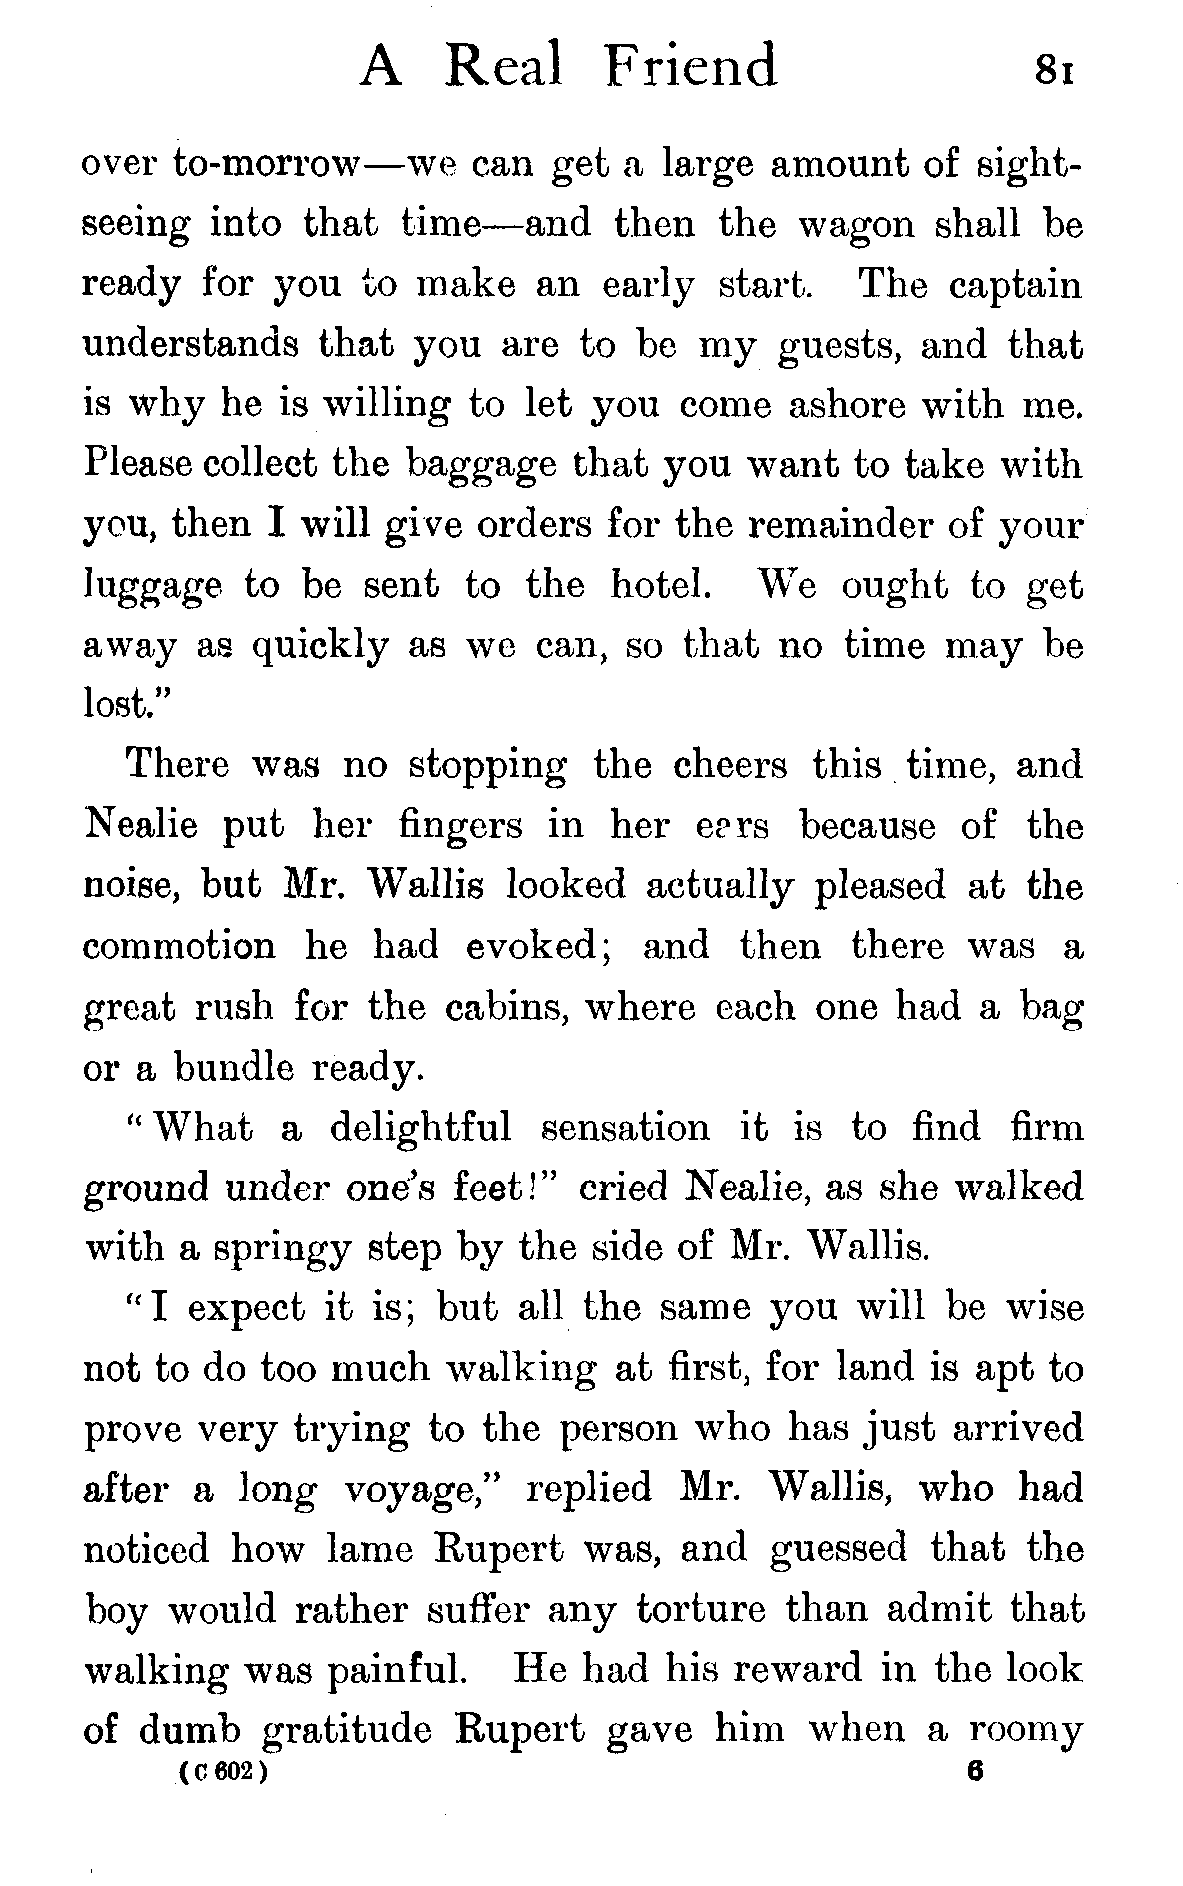 A Real Friend 81
over to-morrow—we can get a large amount of sight-
seeing into that time—and then the wagon shall be
ready for you to make an early start. The captain
understands that you are to be my guests, and that
is why he is willing to let you come ashore with me.
Please collect the baggage that you want to take with
you, then I will give orders for the remainder of your
luggage to be sent to the hotel. We ought to get
away as quickly as we can, so that no time may be
lost."
There was no stopping the cheers this time, and
Nealie put her fingers in her ears because of the
noise, but Mr. Wallis looked actually pleased at the
commotion he had evoked; and then there was a
great rush for the cabins, where each one had a bag
or a bundle ready.
"What a delightful sensation it is to find firm
ground under one's feet!" cried Nealie, as she walked
with a springy step by the side of Mr. Wallis.
"I expect it is; but all the same you will be wise
not to do too much walking at first, for land is apt to
prove very trying to the person who has just arrived
after a long voyage," replied Mr. Wallis, who had
noticed how lame Rupert was, and guessed that the
boy would rather suffer any torture than admit that
walking was painful. He had his reward in the look
of dumb gratitude Rupert gave him when a roomy
(C 602) 6